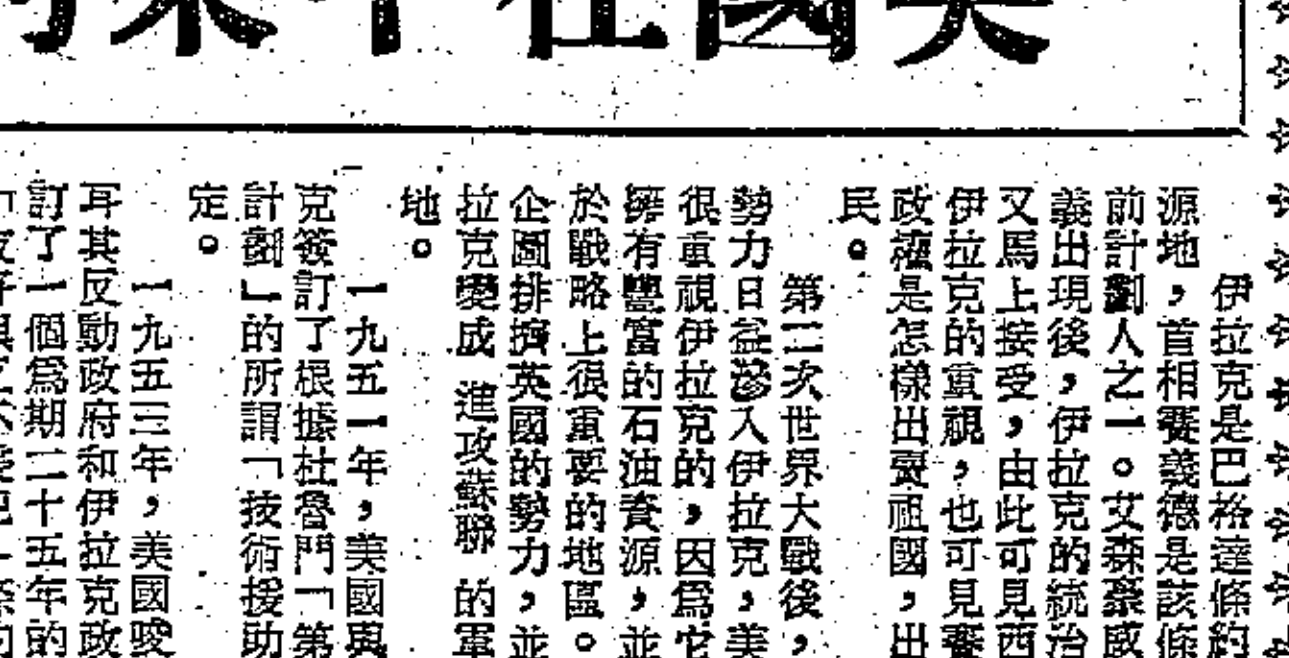 伊拉克是巴格達條約
源地，首相賽義德是該條
前計劃人之一。艾森豪威
義出現後，伊拉克的統治
又馬上接受，由此可見西
伊拉克的重視，也可見賽
政權是怎樣出賣祖國，出
民。
第二次世界大戰後，
勢力日益滲入伊拉克，美
很重視伊拉克的，因爲它
擁有豐富的石油資源，並
於戰略上很重要的地區。
企圖排擠英國的勢力，並
拉克變成進攻蘇聯的軍
地。
一九五一年，美國與
克簽訂了根據杜魯門「第
計劃」的所謂「技術援助
定。
一九五三年，美國唆
耳其反動政府和伊拉克政
訂了一個爲期二十五年的